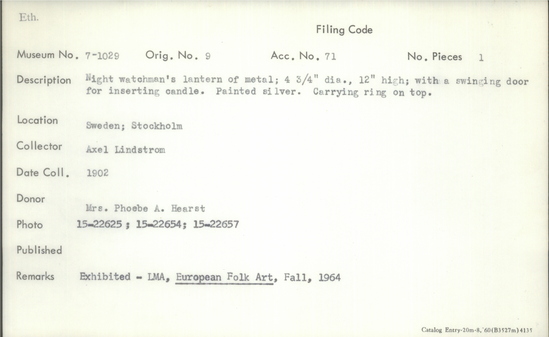 Eth.
Filing Code
Museum No. 7-1029 Orig. No. 9 Acc. No. 71 No. Pieces 1
Description Night watchman's lantern of metal; 4 3/4" dia., 12" high; with a swinging door
for inserting candle. Painted silver. Carrying ring on top.
Location Sweden; Stockholm
Collector Axel Lindstrom
Date Coll. 1902
Donor Mrs. Phoebe A. Hearst
Photo 15-22625 ; 15-22654; 15-22657
Published
Remarks Exhibited - LMA, European Folk Art, Fall, 1964
Catalog Entry-20m-8,'60(B3527m)4135